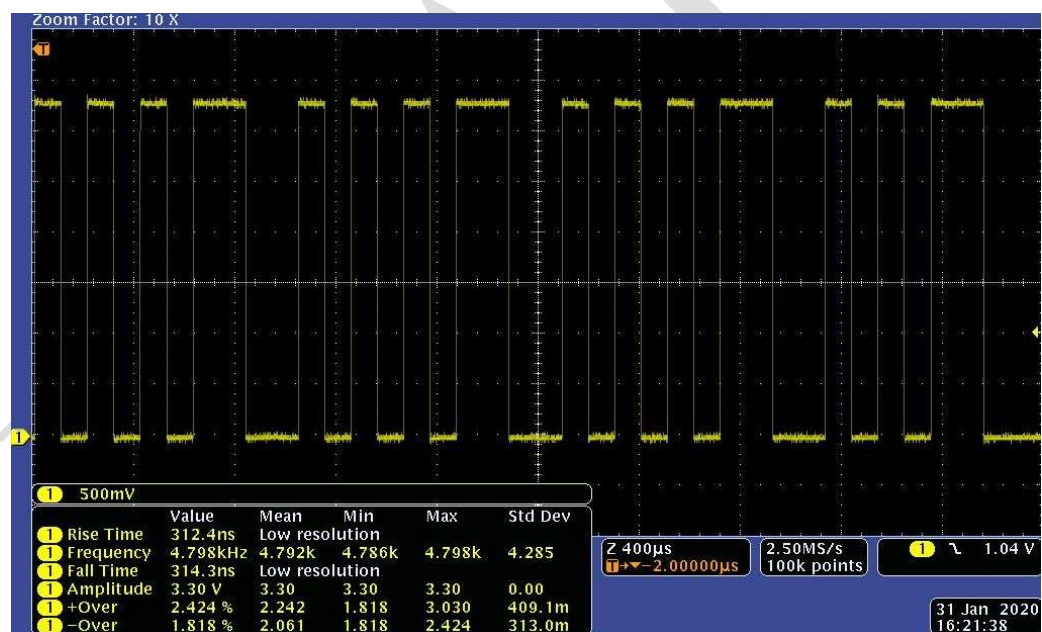 Zoom Factor: 10 X
T
1
1 500mV
Value Mean Min Max Std Dev
1 Rise Time 312.4ns Low resolution
1 Frequency 4.798kHz 4.792k 4.786k 4.798k 4.285
1 Fall Time 314.3ns Low resolution
1 Amplitude 3.30 V 3.30 3.30 3.30 0.00
1 +Over 2.424 % 2.242 1.818 3.030 409.1m
1 -Over 1.818 % 2.061 1.818 2.424 313.0m
Z 400µs
T→▼-2.00000µs
2.50MS/s
100k points
1 \ 1.04 V
31 Jan 2020
16:21:38